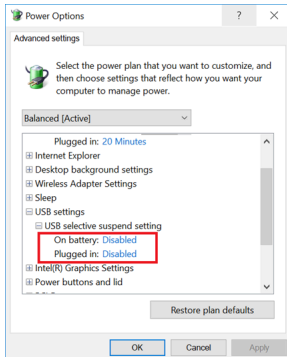 Power Options
Advanced settings
Select the power plan that you want to customize, and
then choose settings that reflect how you want your
computer to manage power.
Balanced [Active]
Plugged in: 20 Minutes
Internet Explorer
Desktop background settings
Wireless Adapter Settings
Sleep
USB settings
USB selective suspend setting
On battery: Disabled
Plugged in: Disabled
Intel(R) Graphics Settings
Power buttons and lid
Restore plan defaults
OK Cancel Apply